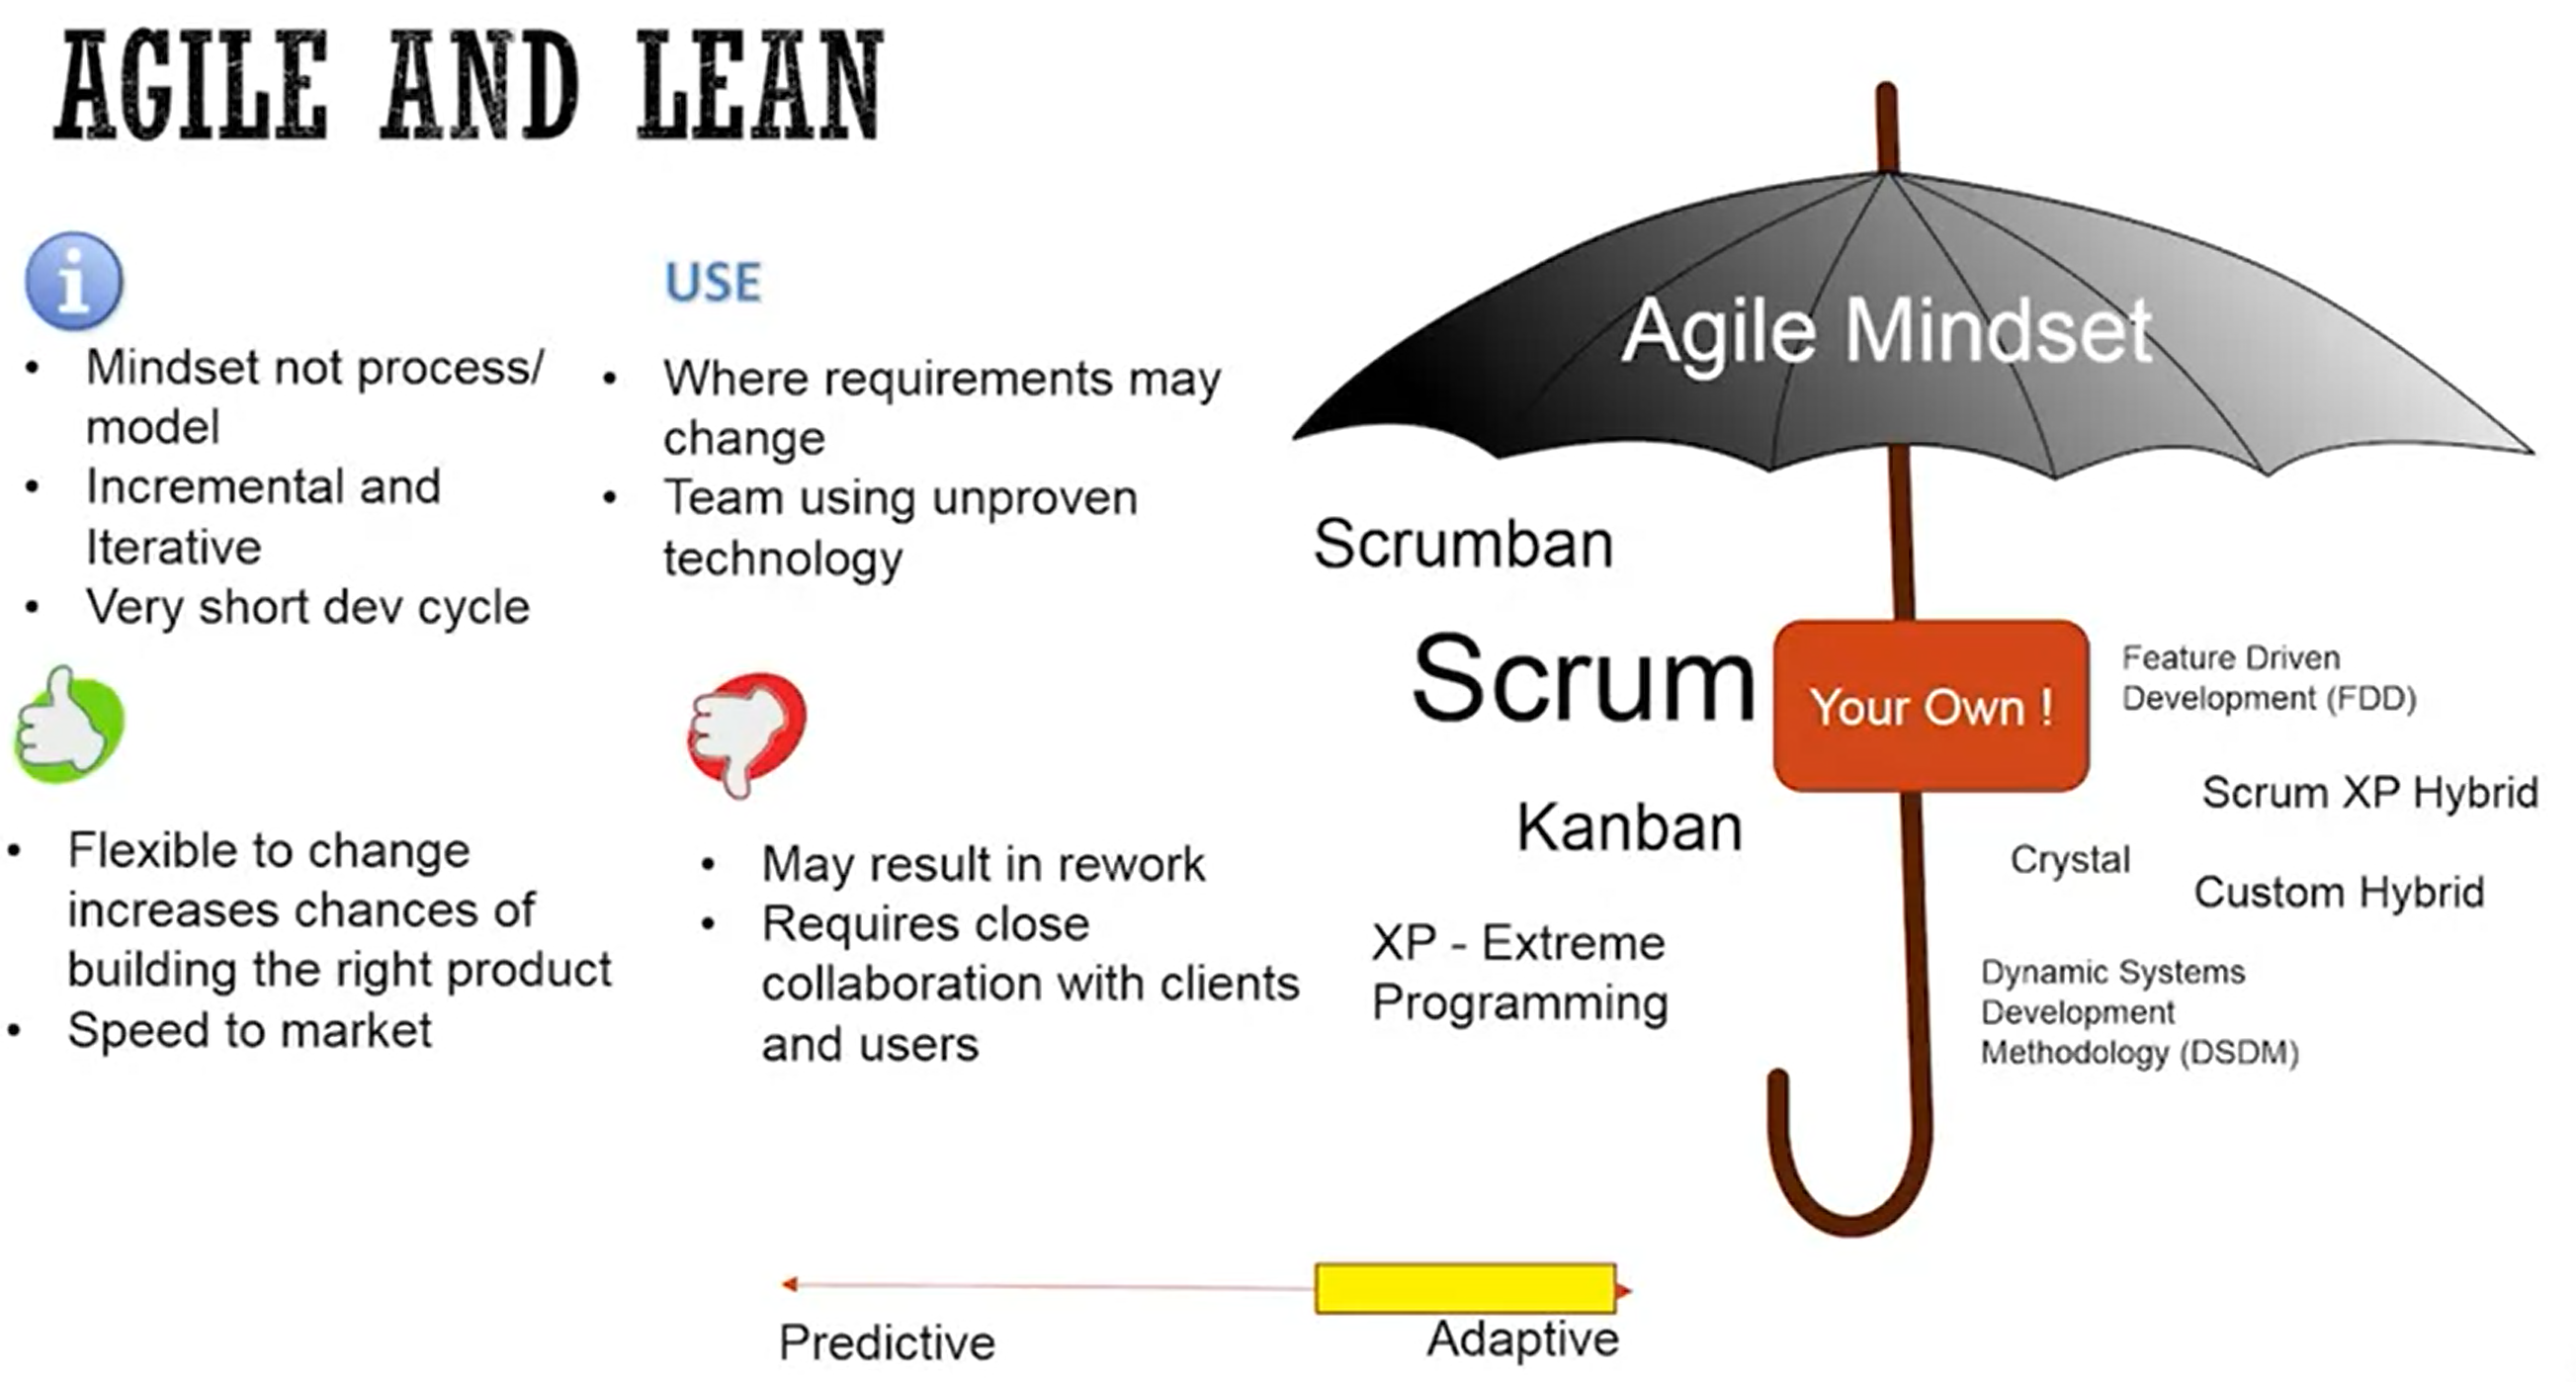 AGILE AND LEAN
i
Mindset not process/
model
Incremental and
Iterative
Very short dev cycle
USE
Where requirements may
change
Team using unproven
technology
Flexible to change
increases chances of
building the right product
Speed to market
May result in rework
Requires close
collaboration with clients
and users
Agile Mindset
Scrumban
Scrum
Kanban
XP - Extreme
Programming
Your Own !
Feature Driven
Development (FDD)
Scrum XP Hybrid
Crystal
Custom Hybrid
Dynamic Systems
Development
Methodology (DSDM)
Predictive
Adaptive